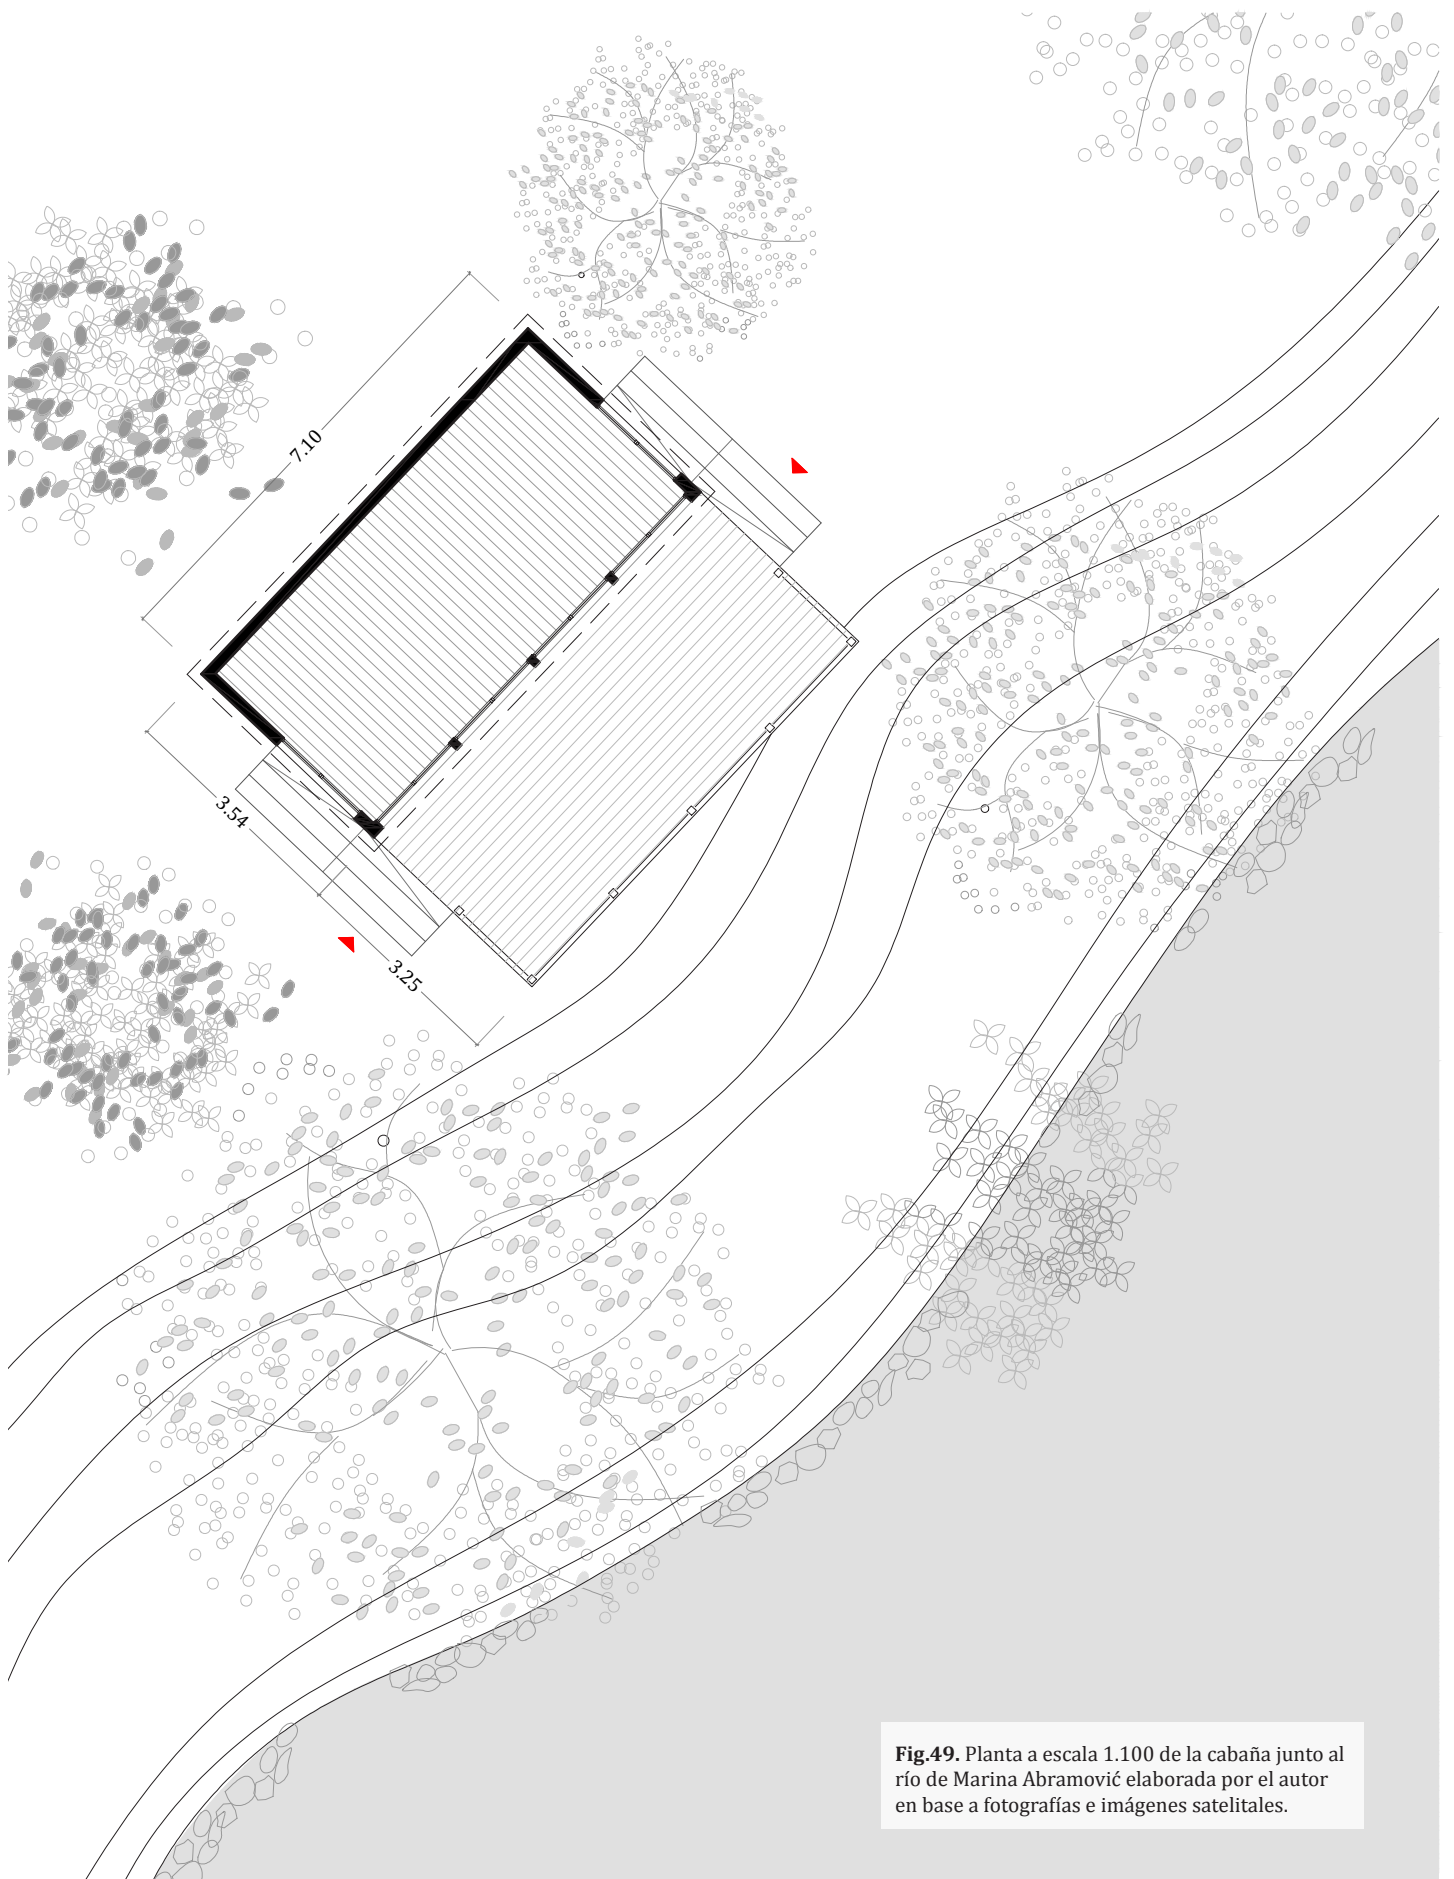 7.10
3.54
3.25
Fig.49. Planta a escala 1.100 de la cabaña junto al
río de Marina Abramović elaborada por el autor
en base a fotografías e imágenes satelitales.